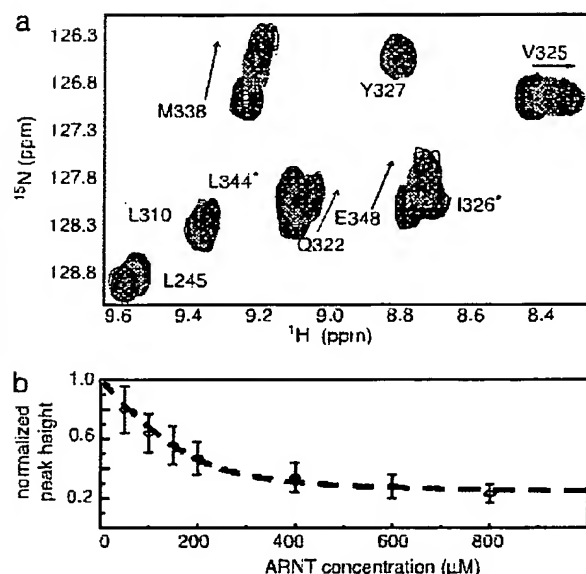 a
126.3
126.8
127.3
127.8
128.3
128.8
15N (ppm)
M338
Y327
V325
L344*
L310
Q322
E348
I326*
L245
9.6 9.4 9.2 9.0 8.8 8.6 8.4
1H (ppm)
b
normalized
peak height
1.0
0.6
0.2
0 200 400 600 800
ARNT concentration (μM)